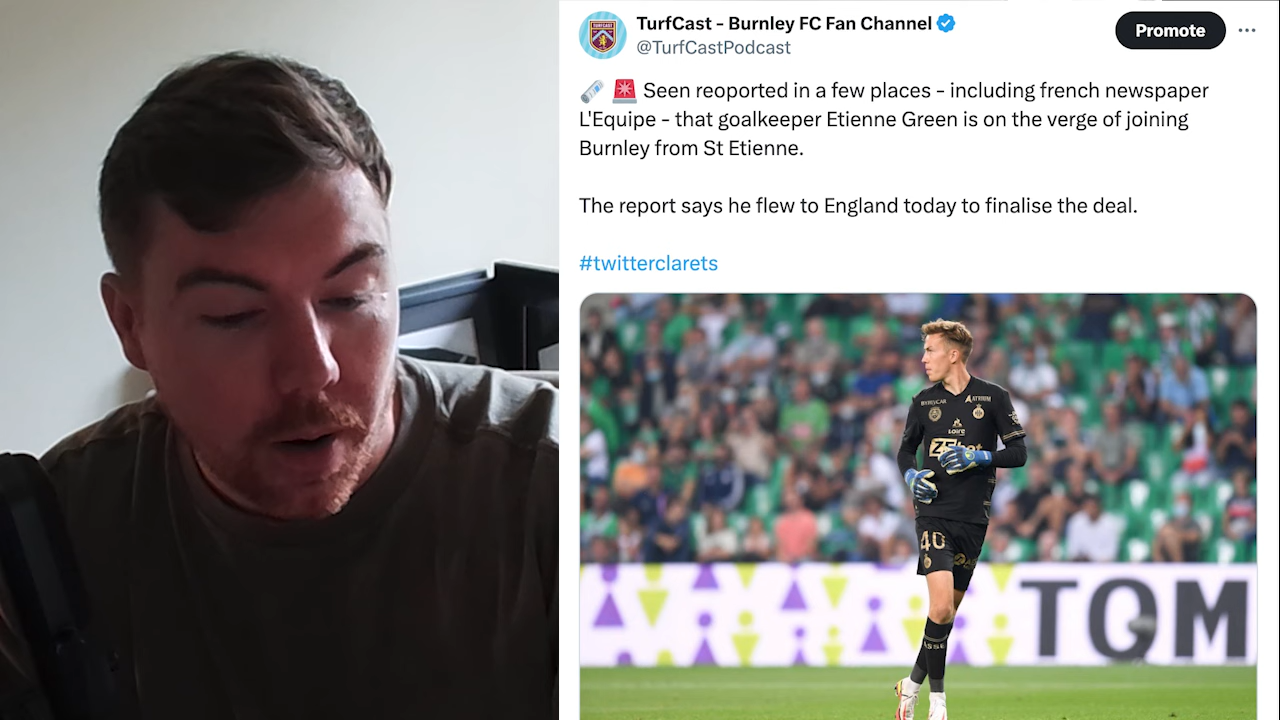 TurfCast - Burnley FC Fan Channel
@TurfCastPodcast
Promote
Seen reoported in a few places - including french newspaper
L'Equipe - that goalkeeper Etienne Green is on the verge of joining
Burnley from St Etienne.
The report says he flew to England today to finalise the deal.
#twitterclarets
BYMYCAR
LOIRE
40
TOM